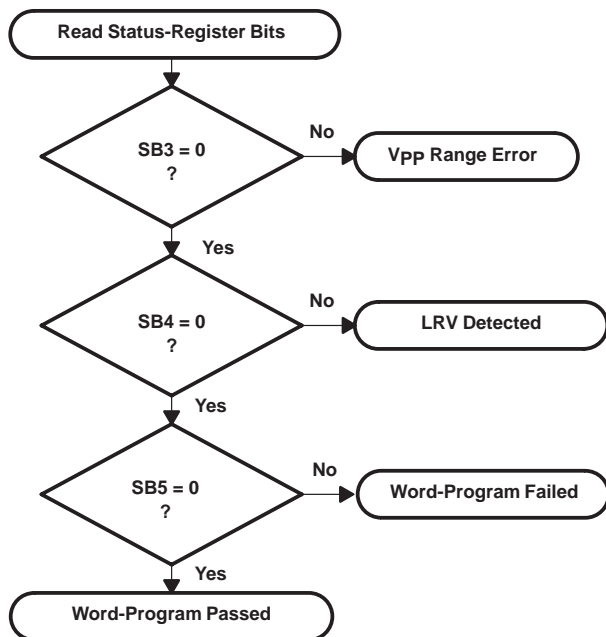 Read Status-Register Bits
SB3 = 0
?
No
VPP Range Error
Yes
SB4 = 0
?
No
LRV Detected
Yes
SB5 = 0
?
No
Word-Program Failed
Yes
Word-Program Passed